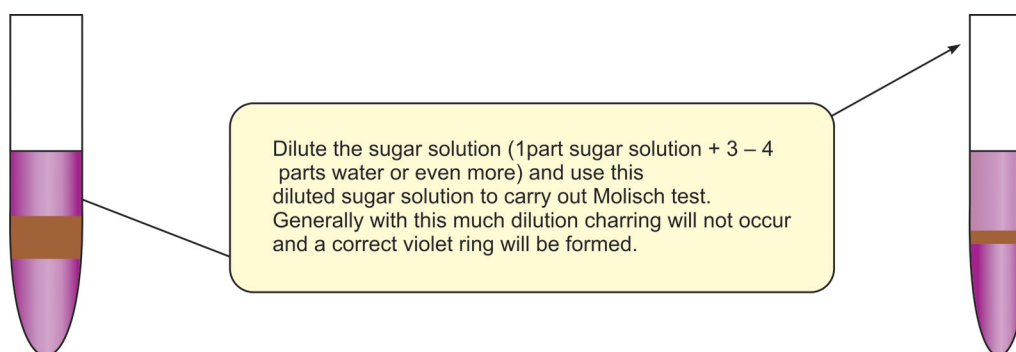 Dilute the sugar solution (1part sugar solution + 3 – 4
parts water or even more) and use this
diluted sugar solution to carry out Molisch test.
Generally with this much dilution charring will not occur
and a correct violet ring will be formed.